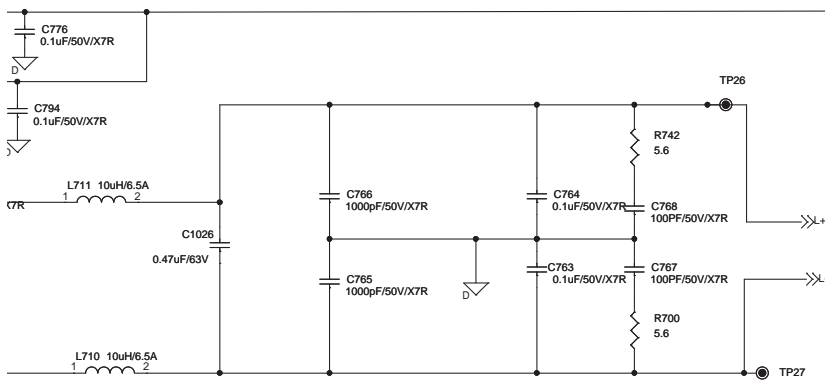 C776
0.1uF/50V/X7R
D
TP26
C794
0.1uF/50V/X7R
R742
5.6
L711 10uH/6.5A
1 2
C766
1000pF/50V/X7R
C764
0.1uF/50V/X7R
C768
100PF/50V/X7R
L+
C1026
0.47uF/63V
C765
1000pF/50V/X7R
D
C763
0.1uF/50V/X7R
C767
100PF/50V/X7R
R700
5.6
L710 10uH/6.5A
1 2
TP27